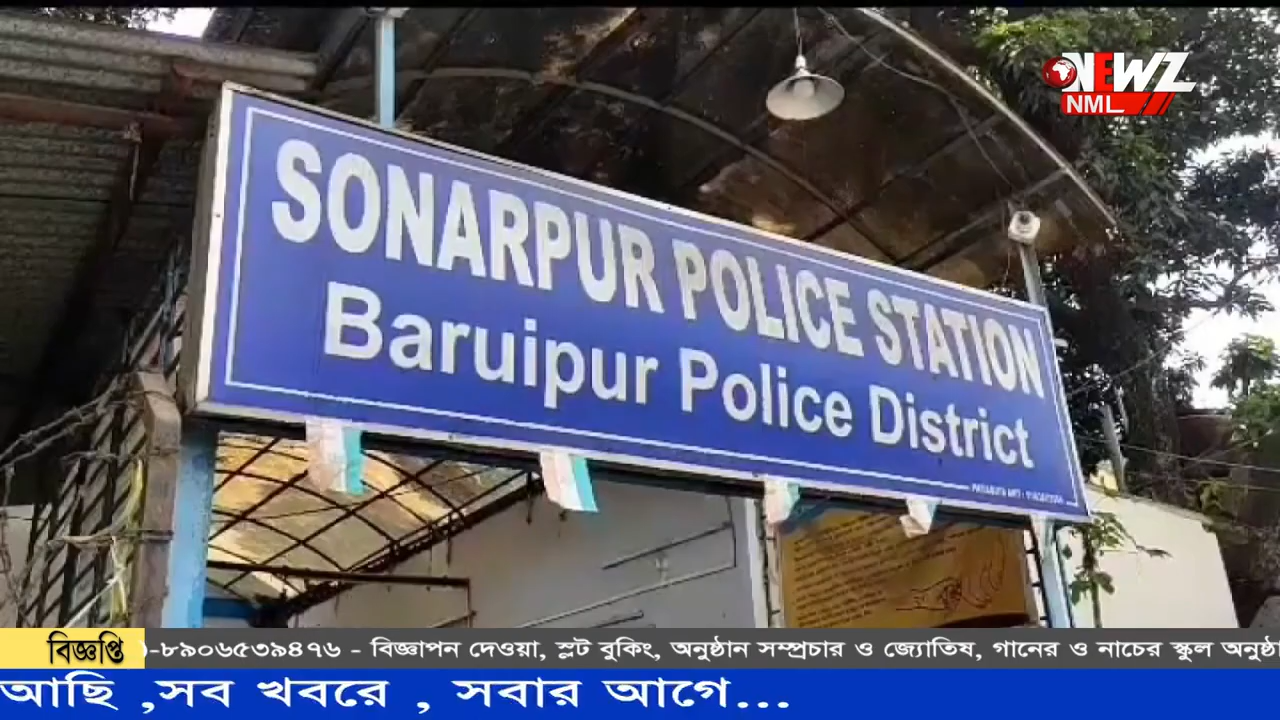 NEWZ
NML
SONARPUR POLICE STATION
Baruipur Police District
বিজ্ঞপ্তি
)-৮৯০৬৫৩৯৪৭৬ - বিজ্ঞাপন দেওয়া, স্লট বুকিং, অনুষ্ঠান সম্প্রচার ও জ্যোতিষ, গানের ও নাচের স্কুল অনুষ্ঠা
আছি ,সব খবরে , সবার আগে...